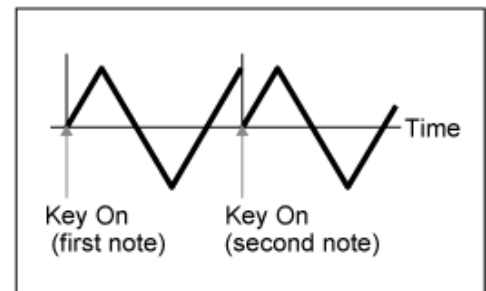 Time
Key On
(first note)
Key On
(second note)